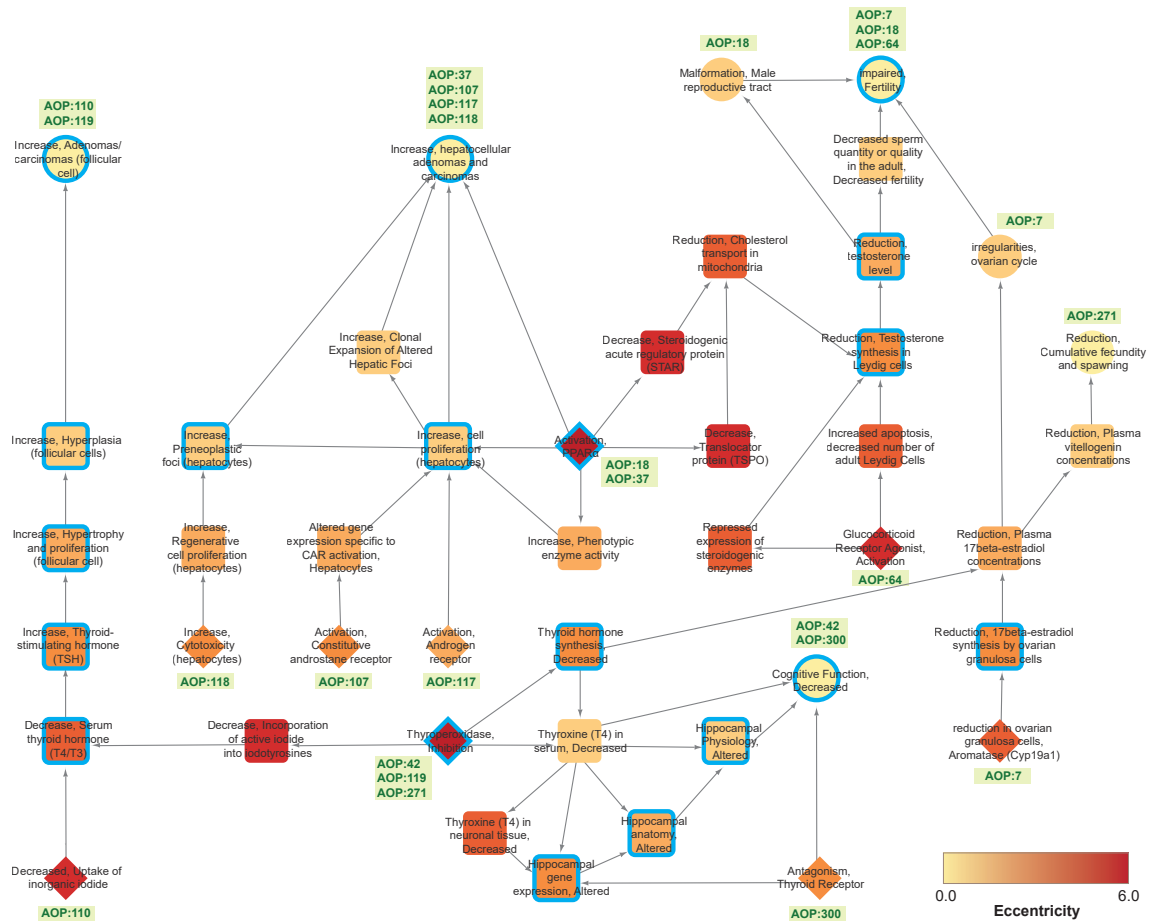 AOP:7
AOP:18
AOP:64
AOP:18
Malformation, Male
reproductive tract
Impaired,
Fertility
AOP:37
AOP:107
AOP:117
AOP:118
AOP:110
AOP:119
Increase, Adenomas/
carcinomas (follicular
cell)
Increase, hepatocellular
adenomas and
carcinomas
Decreased sperm
quantity or quality
in the adult,
Decreased fertility
AOP:7
irregularities,
ovarian cycle
Reduction, Cholesterol
transport in
mitochondria
Reduction,
testosterone
level
AOP:271
Reduction,
Cumulative fecundity
and spawning
Increase, Clonal
Expansion of Altered
Hepatic Foci
Decrease, Steroidogenic
acute regulatory protein
(STAR)
Reduction, Testosterone
synthesis in
Leydig cells
Increase, Hyperplasia
(follicular cells)
Increase,
Preneoplastic
foci (hepatocytes)
Increase, cell
proliferation
(hepatocytes)
Activation,
PPARα
AOP:18
AOP:37
Decrease,
Translocator
protein (TSPO)
Increased apoptosis,
decreased number of
adult Leydig Cells
Reduction, Plasma
vitellogenin
concentrations
Increase, Hypertrophy
and proliferation
(follicular cell)
Increase,
Regenerative
cell proliferation
(hepatocytes)
Altered gene
expression specific to
CAR activation,
Hepatocytes
Increase, Phenotypic
enzyme activity
Repressed
expression of
steroidogenic
enzymes
Glucocorticoid
Receptor Agonist,
Activation
AOP:64
Reduction, Plasma
17beta-estradiol
concentrations
Increase, Thyroid-
stimulating hormone
(TSH)
Increase,
Cytotoxicity
(hepatocytes)
AOP:118
Activation,
Constitutive
androstane receptor
AOP:107
Activation,
Androgen
receptor
AOP:117
Thyroid hormone
synthesis,
Decreased
AOP:42
AOP:300
Cognitive Function,
Decreased
Reduction, 17beta-estradiol
synthesis by ovarian
granulosa cells
Decrease, Serum
thyroid hormone
(T4/T3)
Decrease, Incorporation
of active iodide
into iodotyrosines
Thyroperoxidase,
Inhibition
AOP:42
AOP:119
AOP:271
Thyroxine (T4) in
serum, Decreased
Hippocampal
Physiology,
Altered
reduction in ovarian
granulosa cells,
Aromatase (Cyp19a1)
AOP:7
Thyroxine (T4) in
neuronal tissue,
Decreased
Hippocampal
anatomy,
Altered
Hippocampal
gene
expression, Altered
Decreased, Uptake of
inorganic iodide
AOP:110
Antagonism,
Thyroid Receptor
AOP:300
0.0
6.0
Eccentricity